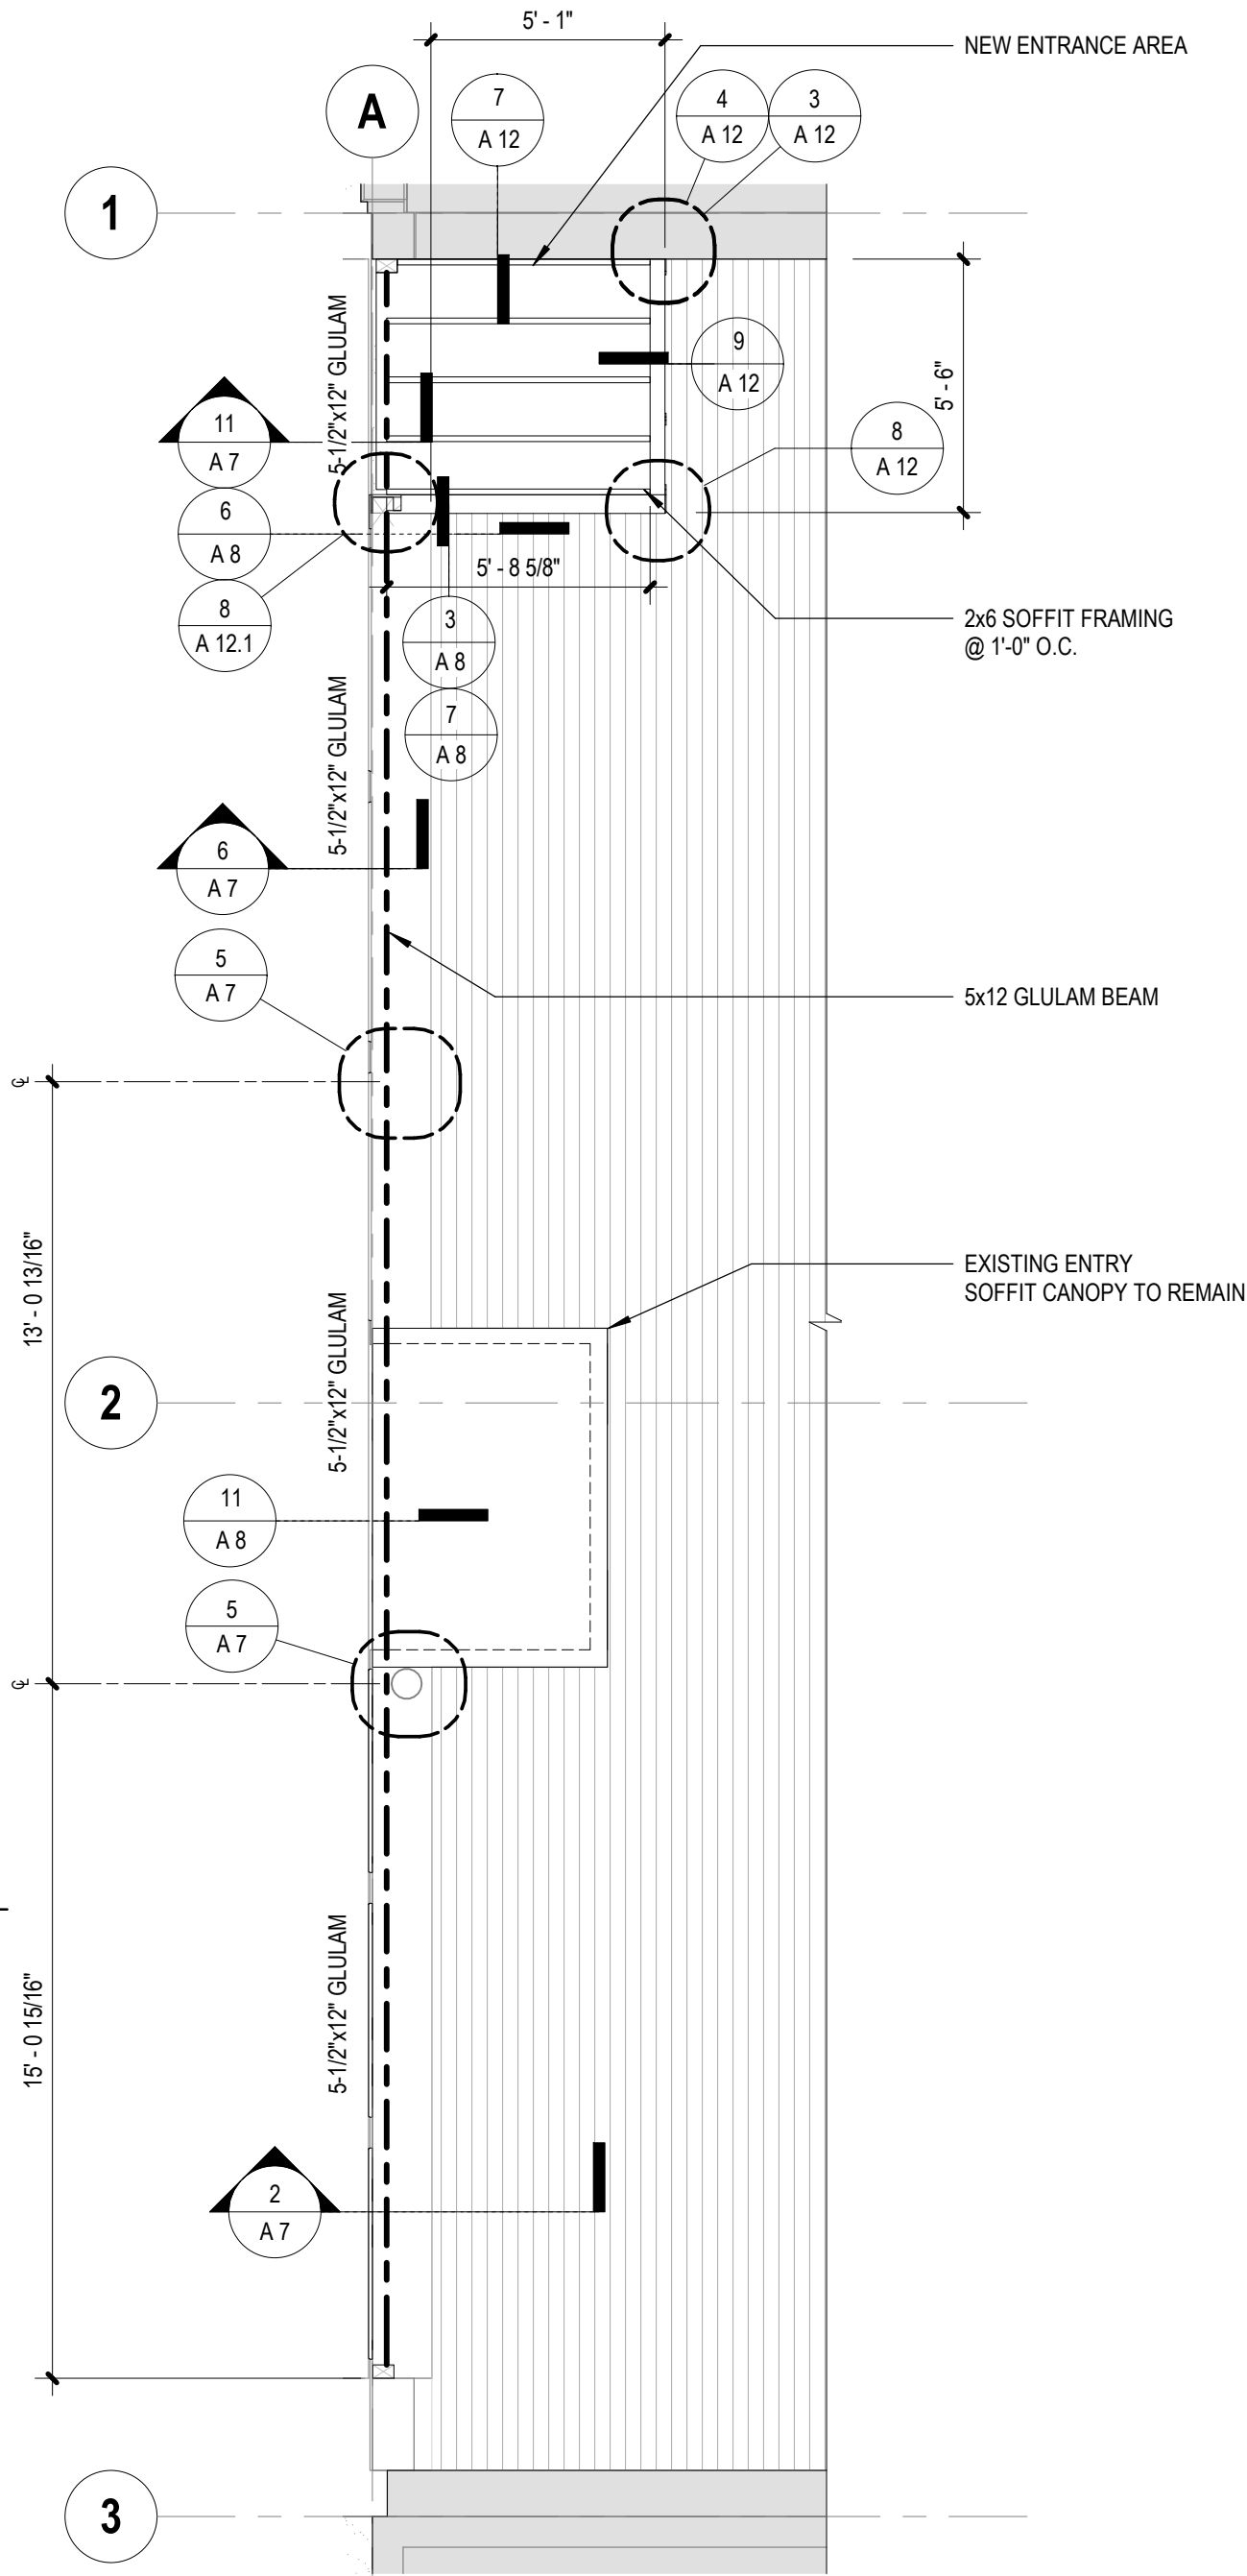 5' - 1"
NEW ENTRANCE AREA
A
7
A 12
4
A 12
3
A 12
1
5-1/2"x12" GLULAM
9
A 12
5' - 6"
11
A 7
8
A 12
6
A 8
5' - 8 5/8"
8
A 12.1
3
A 8
2x6 SOFFIT FRAMING
@ 1'-0" O.C.
7
A 8
5-1/2"x12" GLULAM
6
A 7
5
A 7
5x12 GLULAM BEAM
℄
13' - 0 13/16"
EXISTING ENTRY
SOFFIT CANOPY TO REMAIN
5-1/2"x12" GLULAM
2
11
A 8
5
A 7
℄
15' - 0 15/16"
5-1/2"x12" GLULAM
2
A 7
3